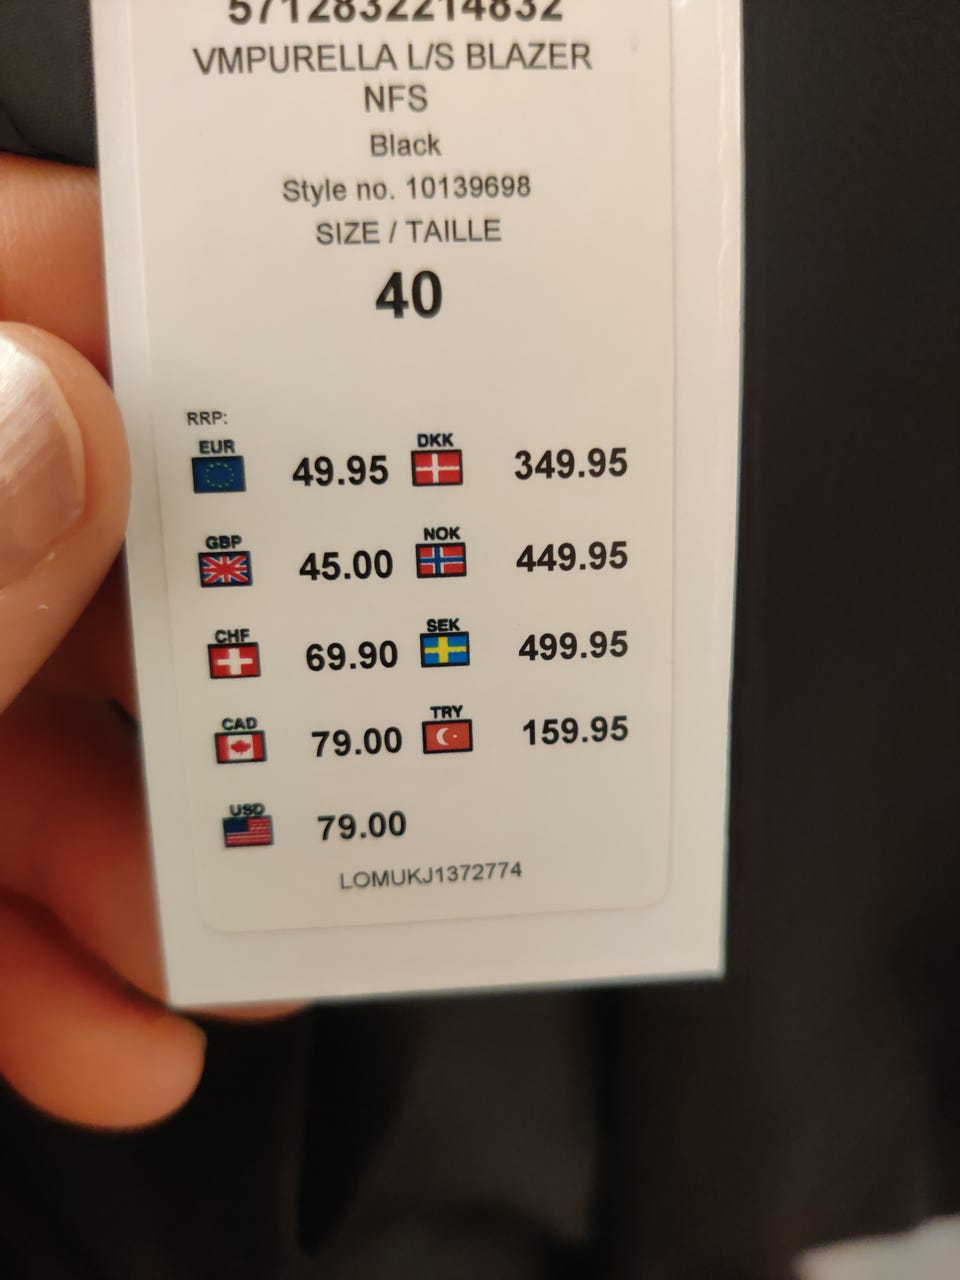 5712832214832
VMPURELLA L/S BLAZER
NFS
Black
Style no. 10139698
SIZE / TAILLE
40
RRP:
EUR 49.95 DKK 349.95
GBP 45.00 NOK 449.95
CHF 69.90 SEK 499.95
CAD 79.00 TRY 159.95
USD 79.00
LOMUKJ1372774